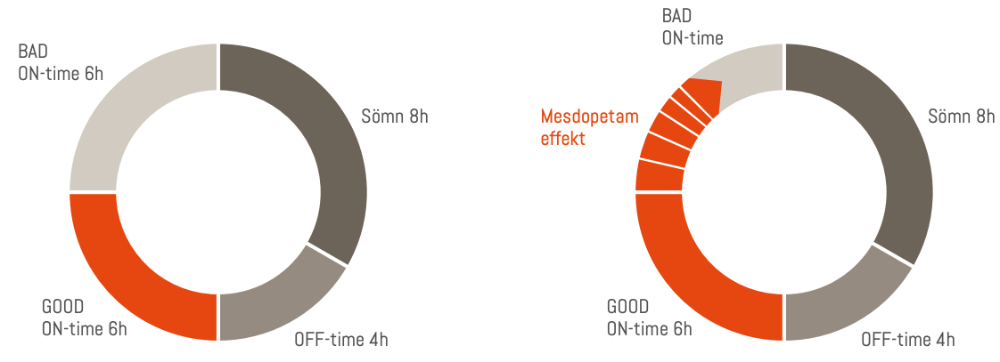 BAD
ON-time 6h
Sömn 8h
GOOD
ON-time 6h
OFF-time 4h
BAD
ON-time
Mesdopetam
effekt
Sömn 8h
GOOD
ON-time 6h
OFF-time 4h